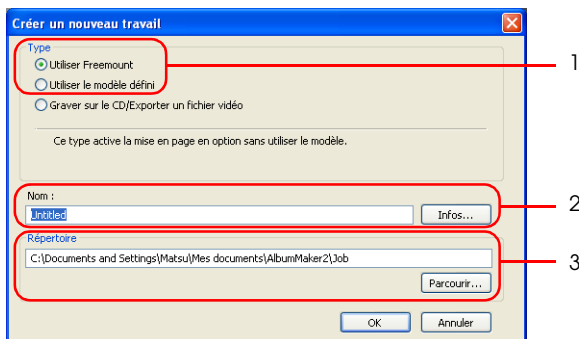 Créer un nouveau travail
Type
Utiliser Freemount
1
Utiliser le modèle défini
Graver sur le CD/Exporter un fichier vidéo
Ce type active la mise en page en option sans utiliser le modèle.
Nom :
Untitled
Infos...
2
Répertoire
C:\Documents and Settings\Matsu\Mes documents\AlbumMaker2\Job
3
Parcourir...
OK
Annuler